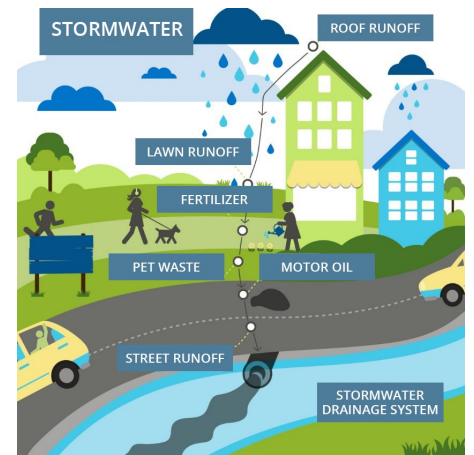 STORMWATER
ROOF RUNOFF
LAWN RUNOFF
FERTILIZER
PET WASTE
MOTOR OIL
STREET RUNOFF
STORMWATER
DRAINAGE SYSTEM